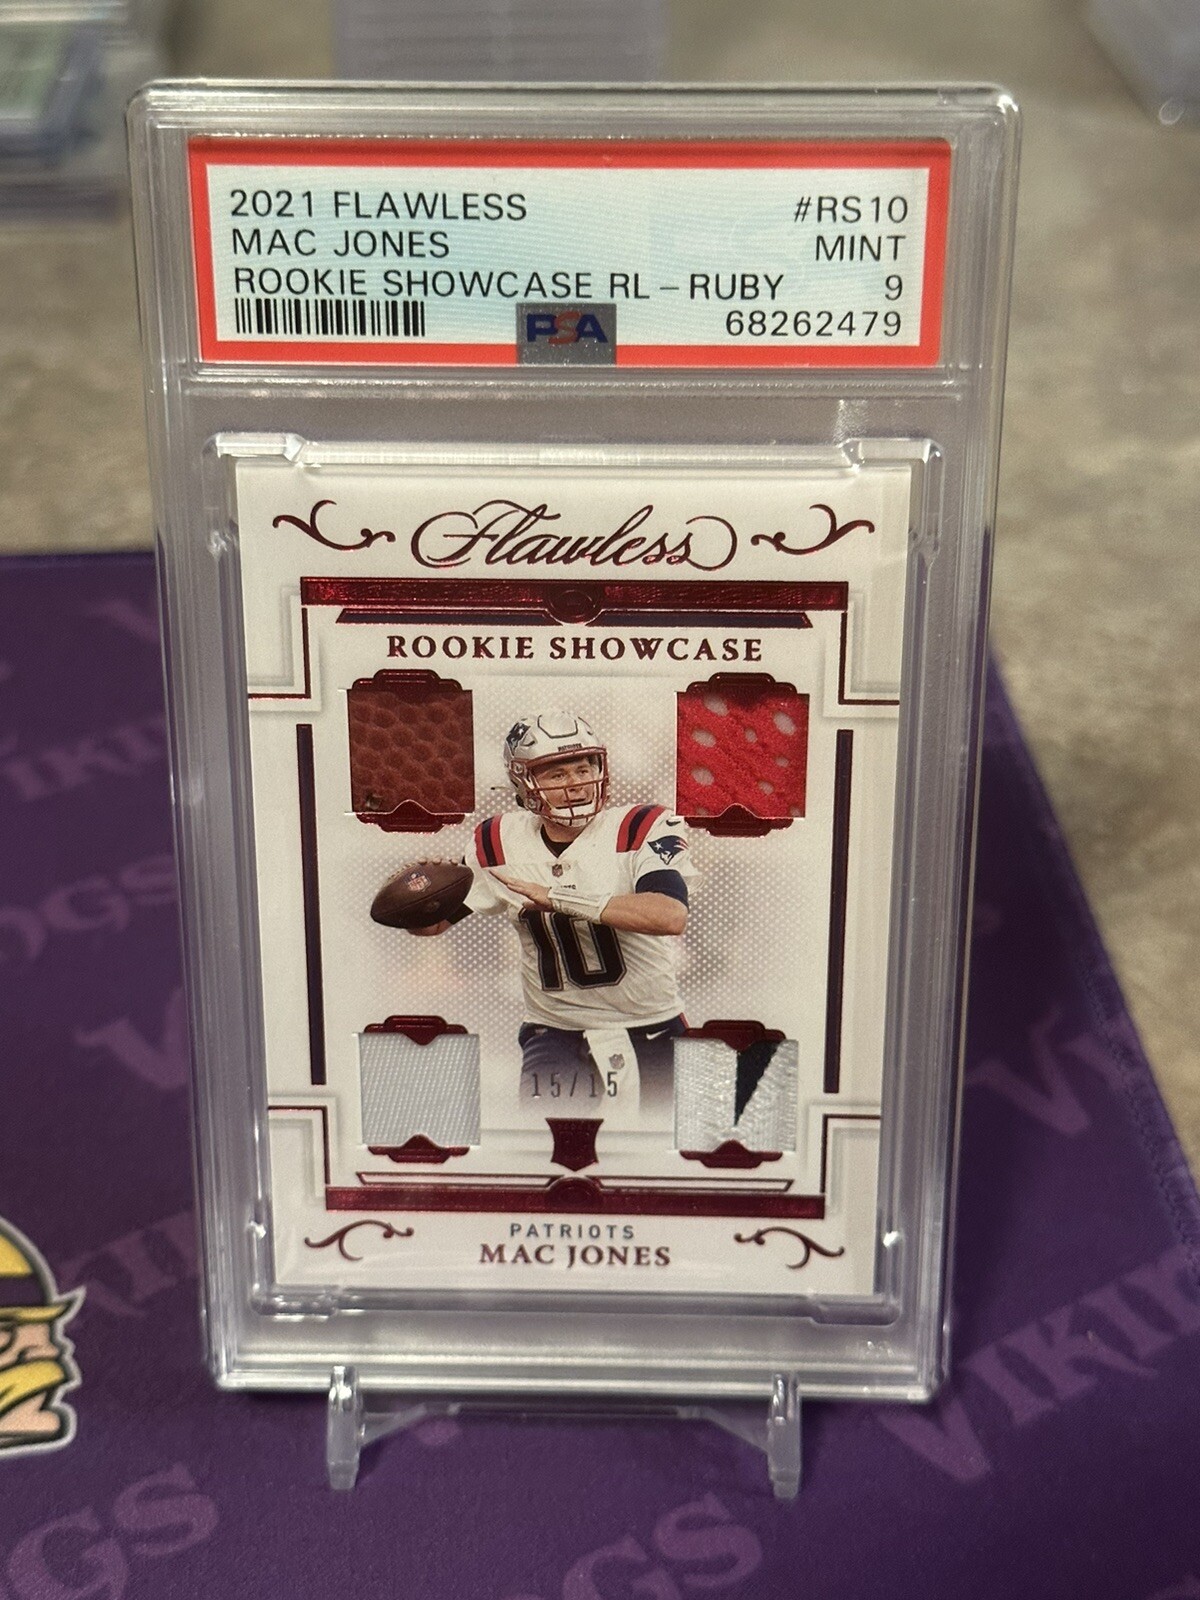 2021 FLAWLESS #RS10
MAC JONES MINT
ROOKIE SHOWCASE RL - RUBY 9
PSA 68262479
Flawless
ROOKIE SHOWCASE
10
15/15
PATRIOTS
MAC JONES
VIKINGS